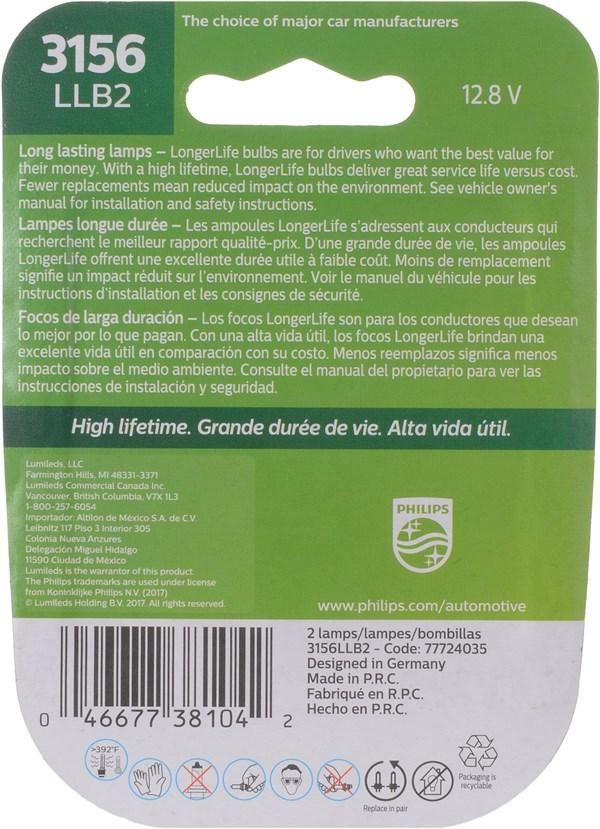 The choice of major car manufacturers
3156
LLB2
12.8 V
Long lasting lamps – LongerLife bulbs are for drivers who want the best value for
their money. With a high lifetime, LongerLife bulbs deliver great service life versus cost.
Fewer replacements mean reduced impact on the environment. See vehicle owner's
manual for installation and safety instructions.
Lampes longue durée – Les ampoules LongerLife s'adressent aux conducteurs qui
recherchent le meilleur rapport qualité-prix. D'une grande durée de vie, les ampoules
LongerLife offrent une excellente durée utile à faible coût. Moins de remplacement
signifie un impact réduit sur l'environnement. Voir le manuel du véhicule pour les
instructions d'installation et les consignes de sécurité.
Focos de larga duración – Los focos LongerLife son para los conductores que desean
lo mejor por lo que pagan. Con una alta vida útil, los focos LongerLife brindan una
excelente vida útil en comparación con su costo. Menos reemplazos significa menos
impacto sobre el medio ambiente. Consulte el manual del propietario para ver las
instrucciones de instalación y seguridad.
High lifetime. Grande durée de vie. Alta vida útil.
Lumileds, LLC
Farmington Hills, MI 48331-3371
Lumileds Commercial Canada Inc.
Vancouver, British Columbia, V7X 1L3
1-800-257-6054
Importador: Altilon de México S.A. de C.V.
Leibnitz 117 Piso 3 Interior 305
Colonia Nueva Anzures
Delegación Miguel Hidalgo
11590 Ciudad de México
Lumileds is the warrantor of this product.
The Philips trademarks are used under license
from Koninklijke Philips N.V. (2017)
© Lumileds Holding B.V. 2017. All rights reserved.
PHILIPS
www.philips.com/automotive
2 lamps/lampes/bombillas
3156LLB2 - Code: 77724035
Designed in Germany
Made in P.R.C.
Fabriqué en R.P.C.
Hecho en P.R.C.
0 46677 38104 2
>392°F
Replace in pair
Packaging is
recyclable